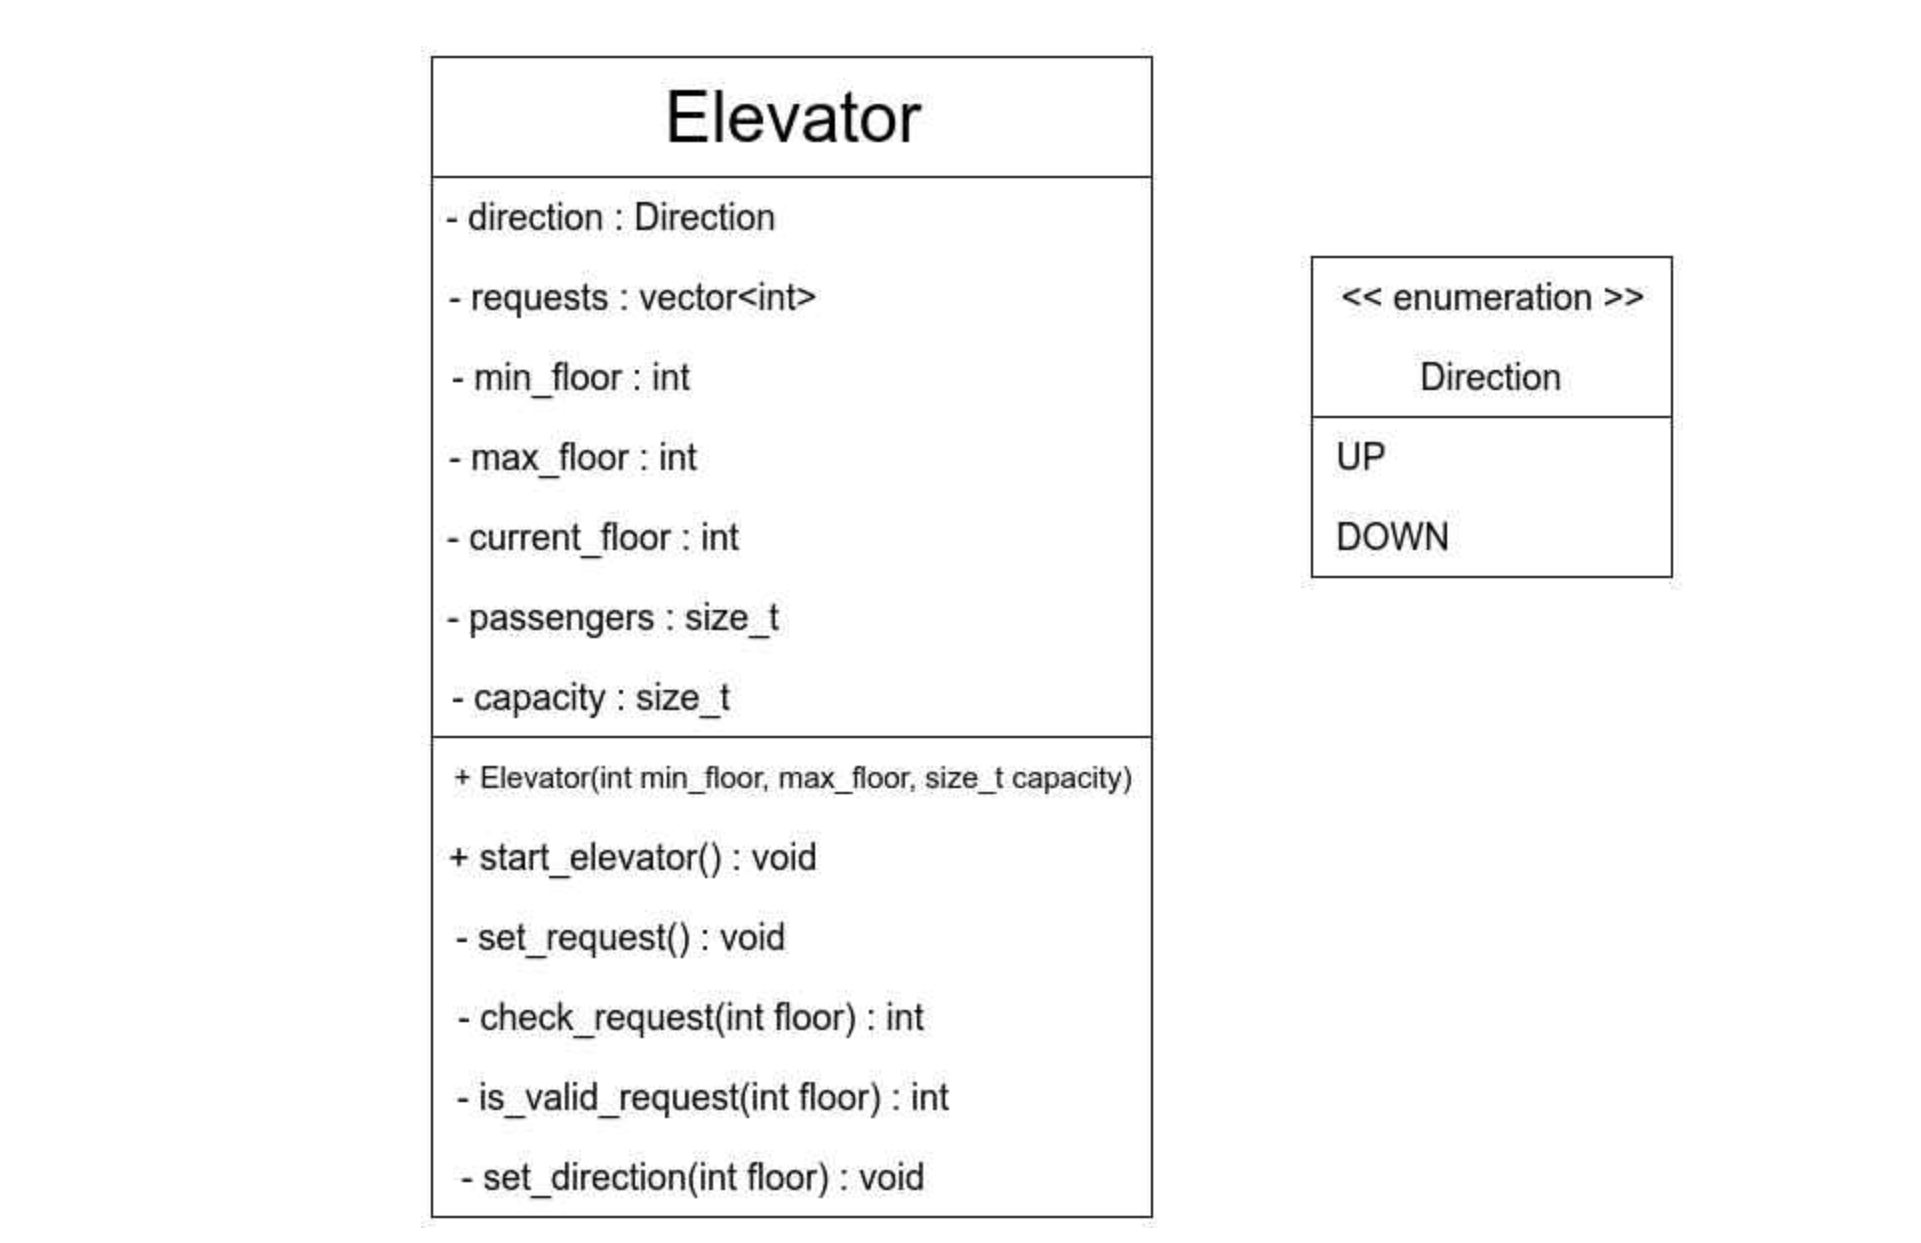 Elevator
- direction : Direction
- requests : vector<int>
- min_floor : int
- max_floor : int
- current_floor : int
- passengers : size_t
- capacity : size_t
+ Elevator(int min_floor, max_floor, size_t capacity)
+ start_elevator() : void
- set_request() : void
- check_request(int floor) : int
- is_valid_request(int floor) : int
- set_direction(int floor) : void
<< enumeration >>
Direction
UP
DOWN